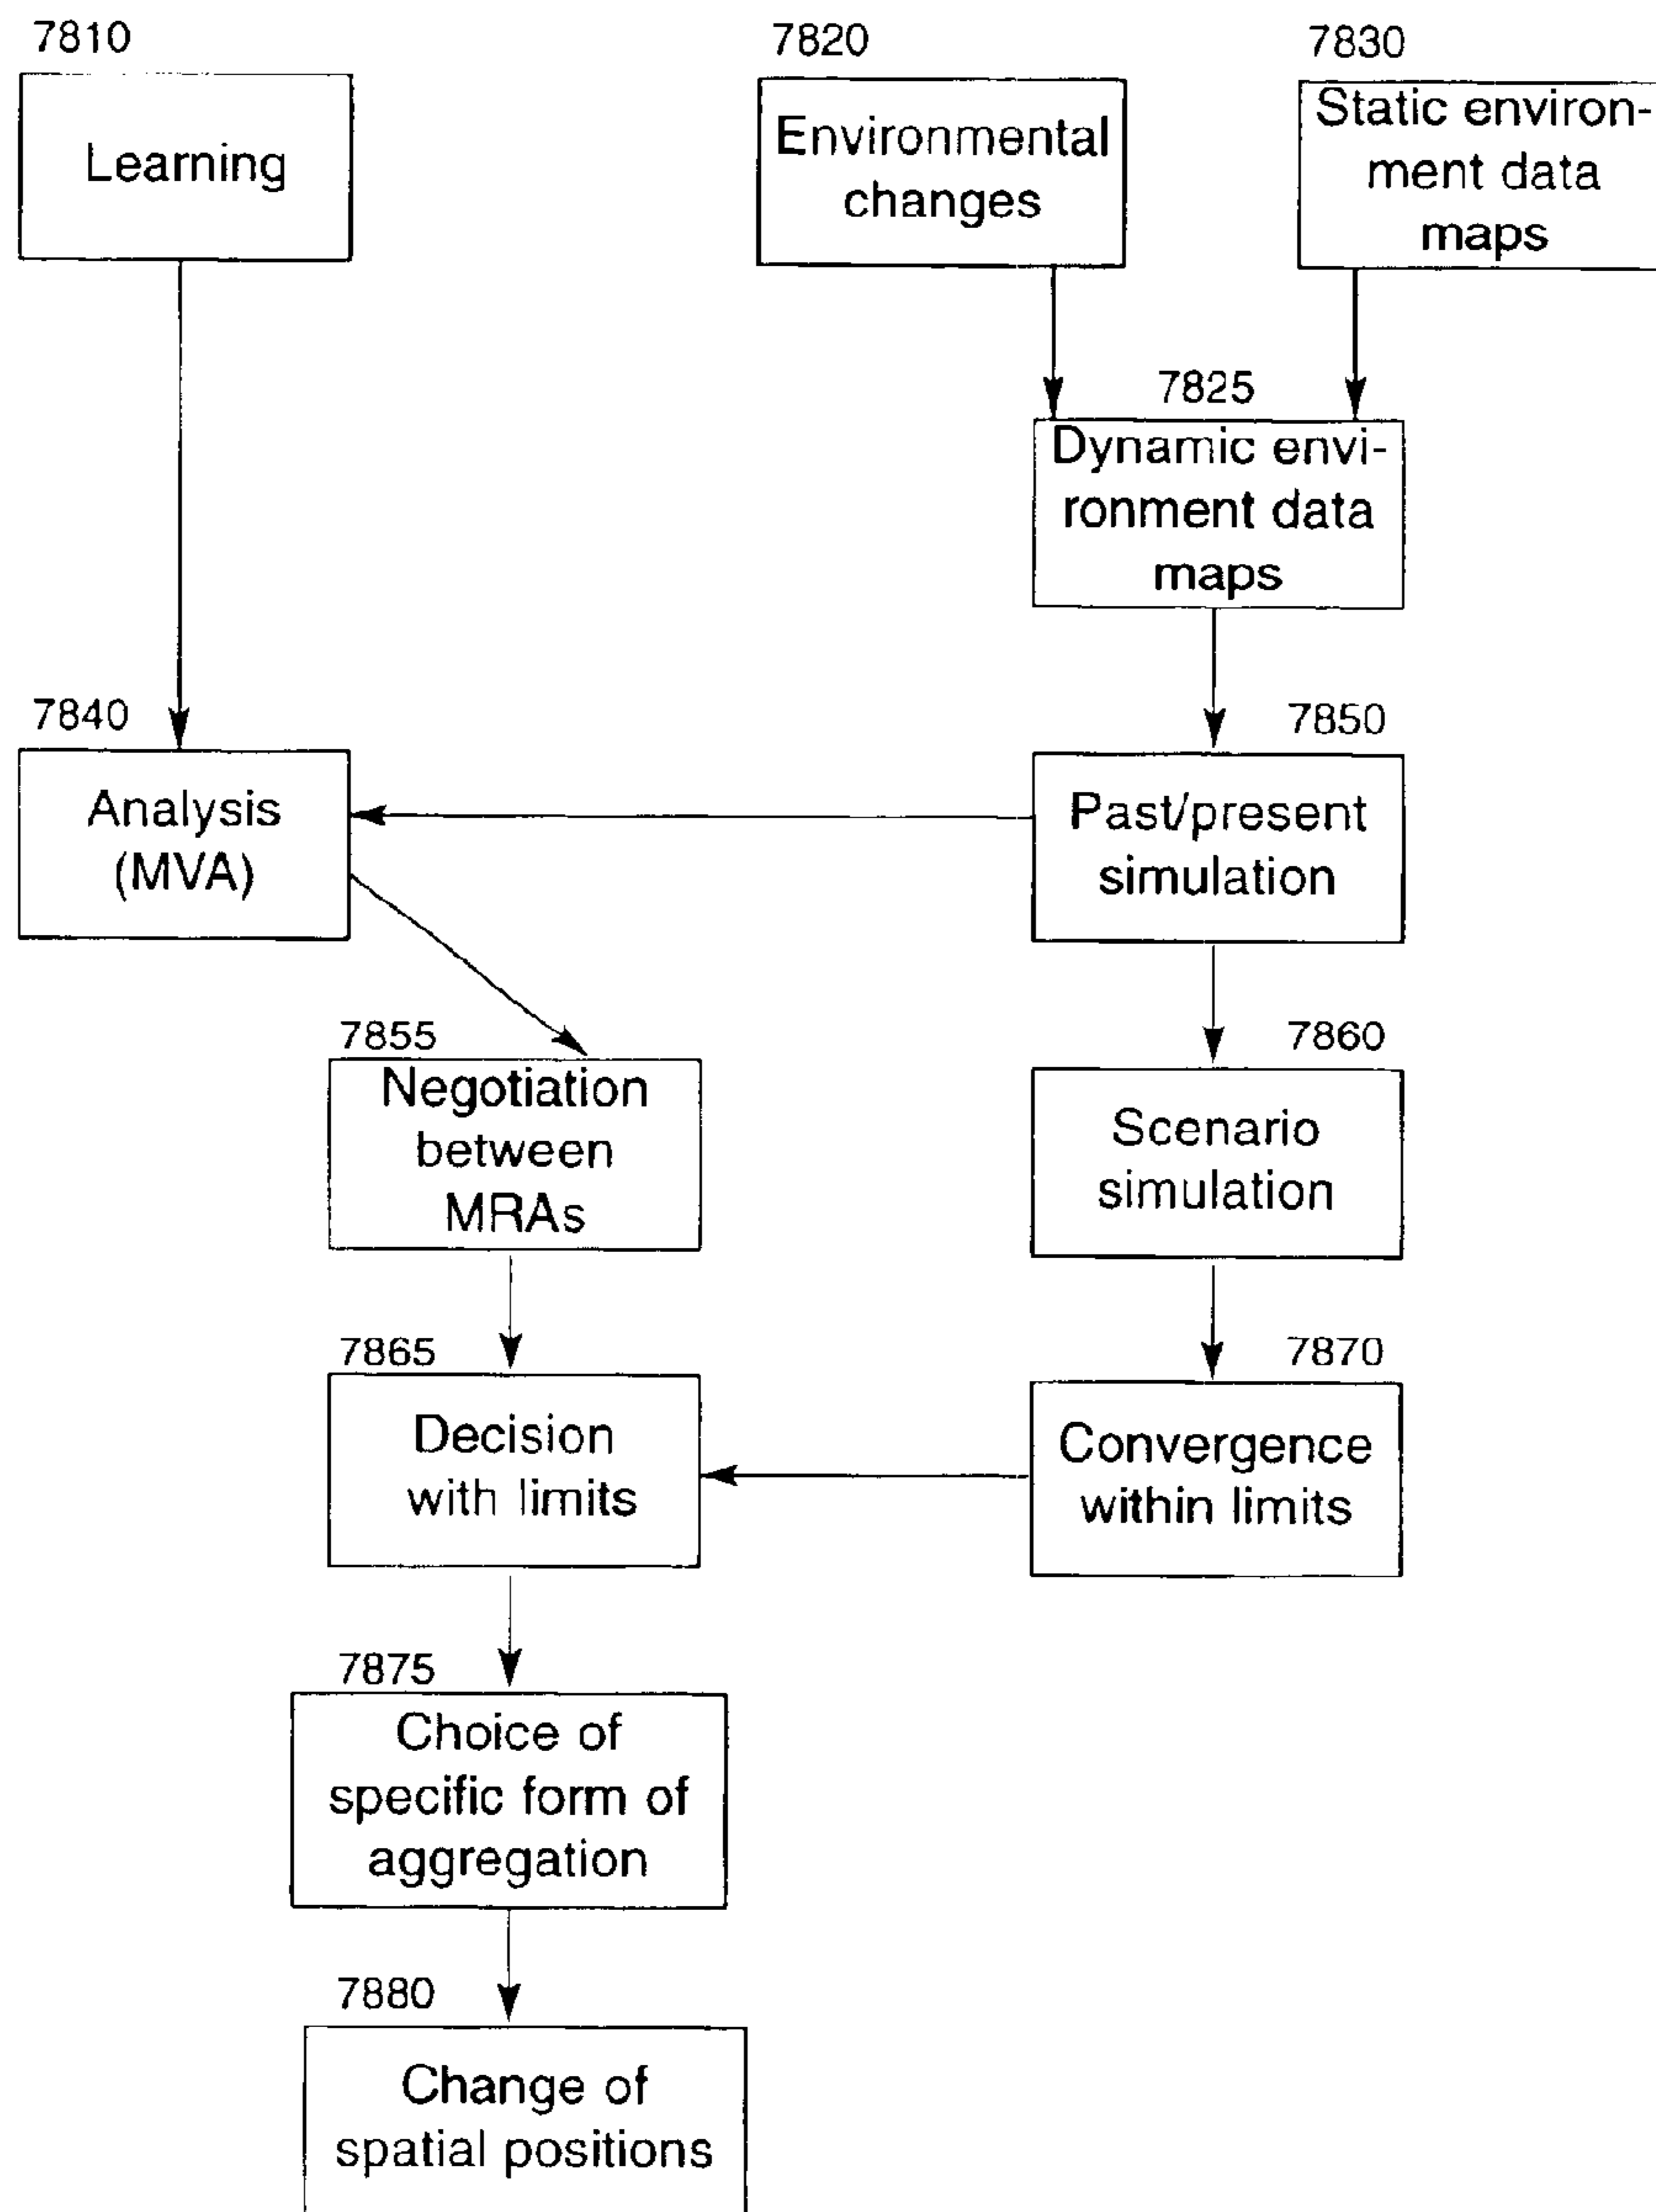 7810
Learning
7820
Environmental
changes
7830
Static environ-
ment data
maps
7825
Dynamic envi-
ronment data
maps
7840
Analysis
(MVA)
7850
Past/present
simulation
7855
Negotiation
between
MRAs
7860
Scenario
simulation
7865
Decision
with limits
7870
Convergence
within limits
7875
Choice of
specific form of
aggregation
7880
Change of
spatial positions